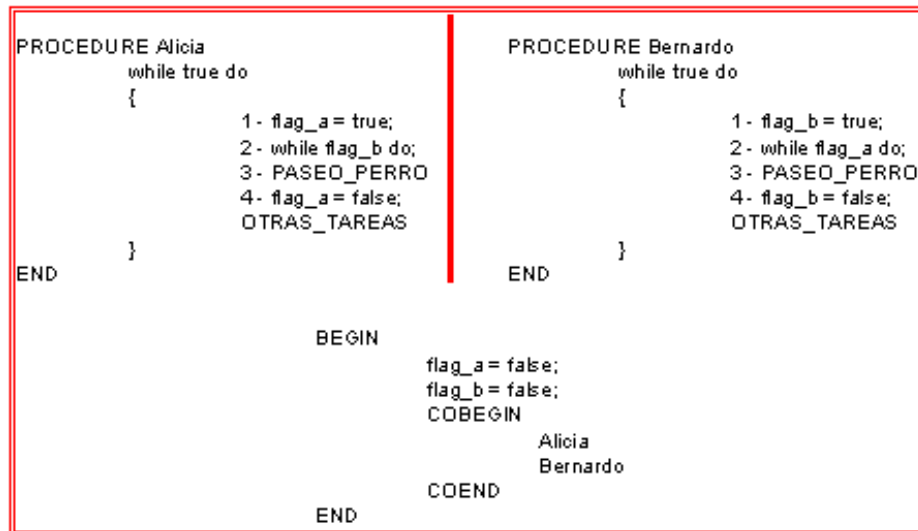 PROCEDURE Alicia
while true do
{
1 - flag_a = true;
2 - while flag_b do;
3 - PASEO_PERRO
4 - flag_a = false;
OTRAS_TAREAS
}
END
PROCEDURE Bernardo
while true do
{
1 - flag_b = true;
2 - while flag_a do;
3 - PASEO_PERRO
4 - flag_b = false;
OTRAS_TAREAS
}
END
BEGIN
flag_a = false;
flag_b = false;
COBEGIN
Alicia
Bernardo
COEND
END